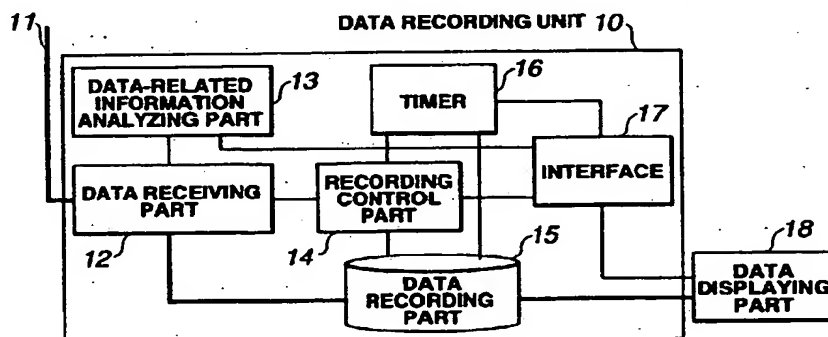 11
DATA RECORDING UNIT 10
13
DATA-RELATED
INFORMATION
ANALYZING PART
16
TIMER
17
INTERFACE
DATA RECEIVING
PART
12
RECORDING
CONTROL
PART
14
15
DATA
RECORDING
PART
18
DATA
DISPLAYING
PART